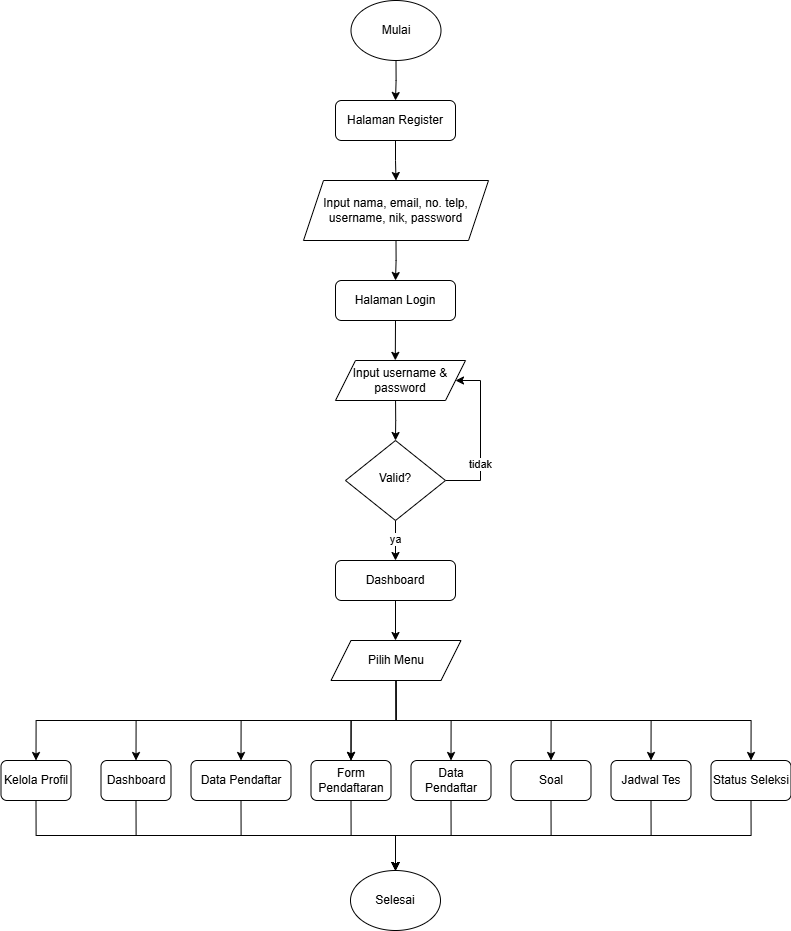 Mulai
Halaman Register
Input nama, email, no. telp,
username, nik, password
Halaman Login
Input username &
password
Valid?
tidak
ya
Dashboard
Pilih Menu
Kelola Profil
Dashboard
Data Pendaftar
Form
Pendaftaran
Data
Pendaftar
Soal
Jadwal Tes
Status Seleksi
Selesai